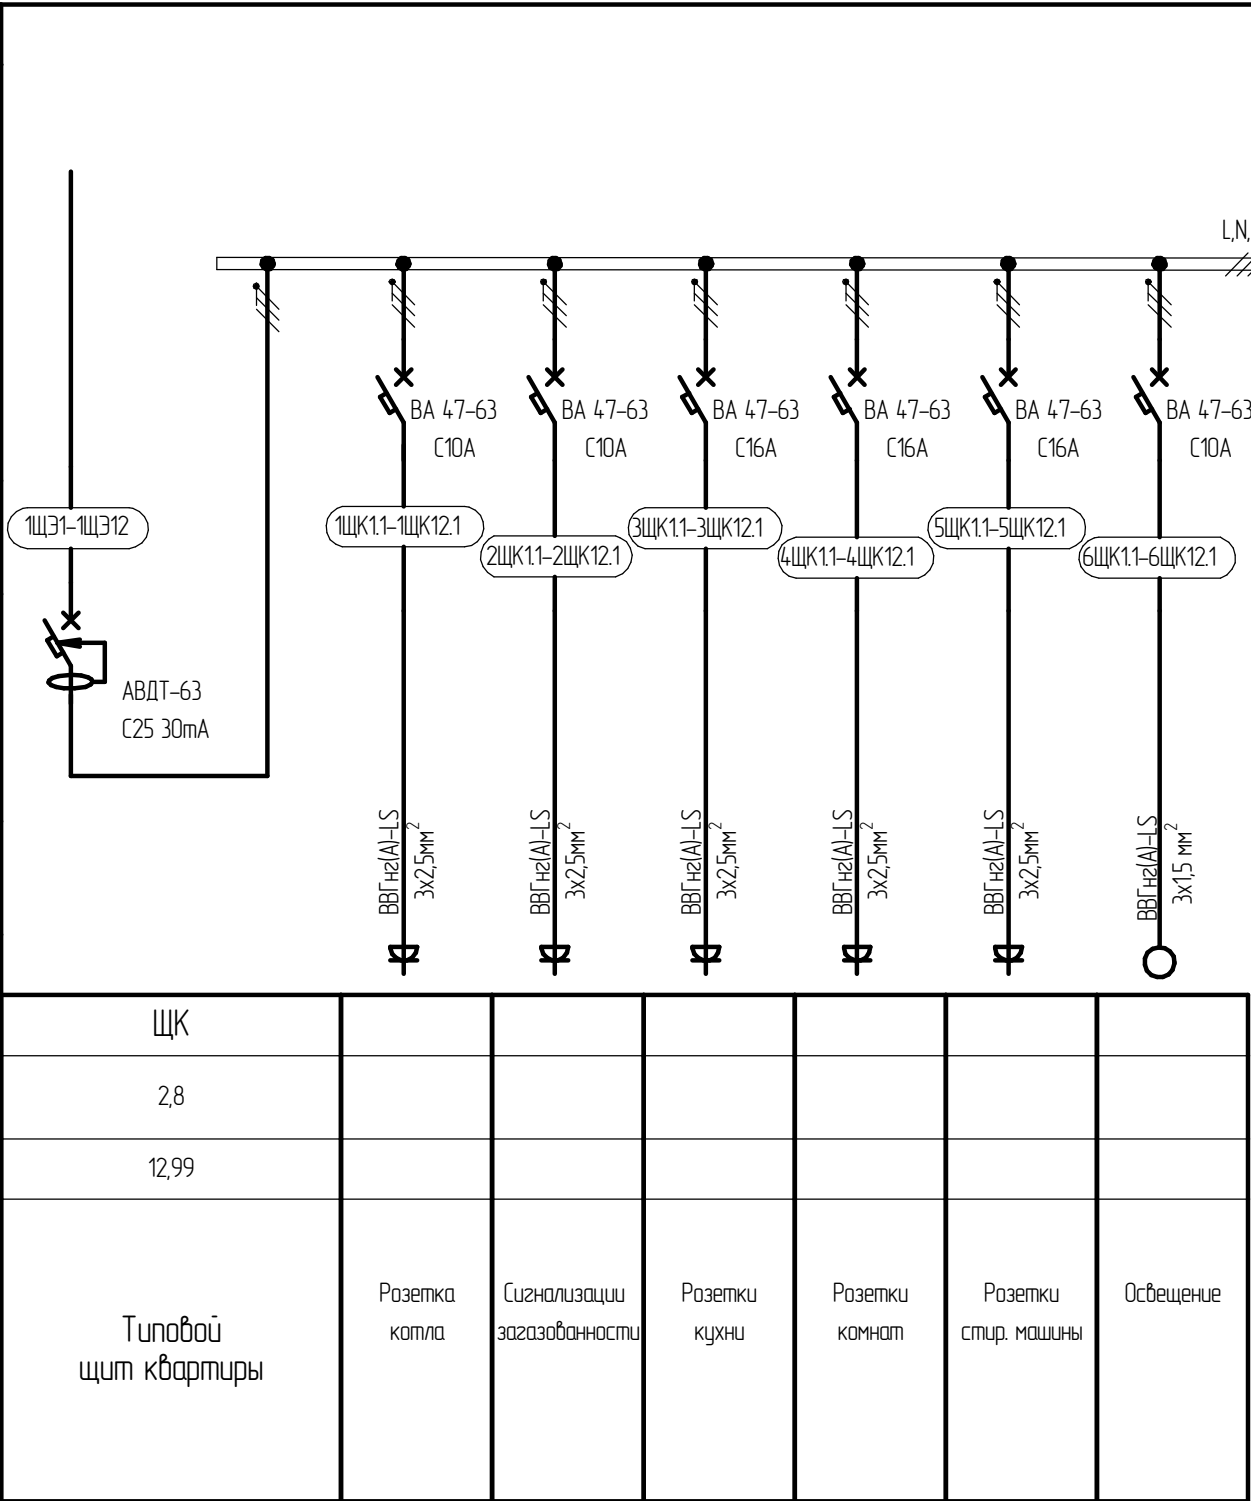 L,N,
ВА 47-63
С10А
ВА 47-63
С10А
ВА 47-63
С16А
ВА 47-63
С16А
ВА 47-63
С16А
ВА 47-63
С10А
1ЩЭ1-1ЩЭ12
1ЩК1.1-1ЩК12.1
2ЩК1.1-2ЩК12.1
3ЩК1.1-3ЩК12.1
4ЩК1.1-4ЩК12.1
5ЩК1.1-5ЩК12.1
6ЩК1.1-6ЩК12.1
АВДТ-63
С25 30mA
ВВГнг(А)-LS
3х2,5мм²
ВВГнг(А)-LS
3х2,5мм²
ВВГнг(А)-LS
3х2,5мм²
ВВГнг(А)-LS
3х2,5мм²
ВВГнг(А)-LS
3х2,5мм²
ВВГнг(А)-LS
3х1,5 мм²
ЩК
2,8
12,99
Типовой
щит квартиры
Розетка
котла
Сигнализации
загазованности
Розетки
кухни
Розетки
комнат
Розетки
стир. машины
Освещение